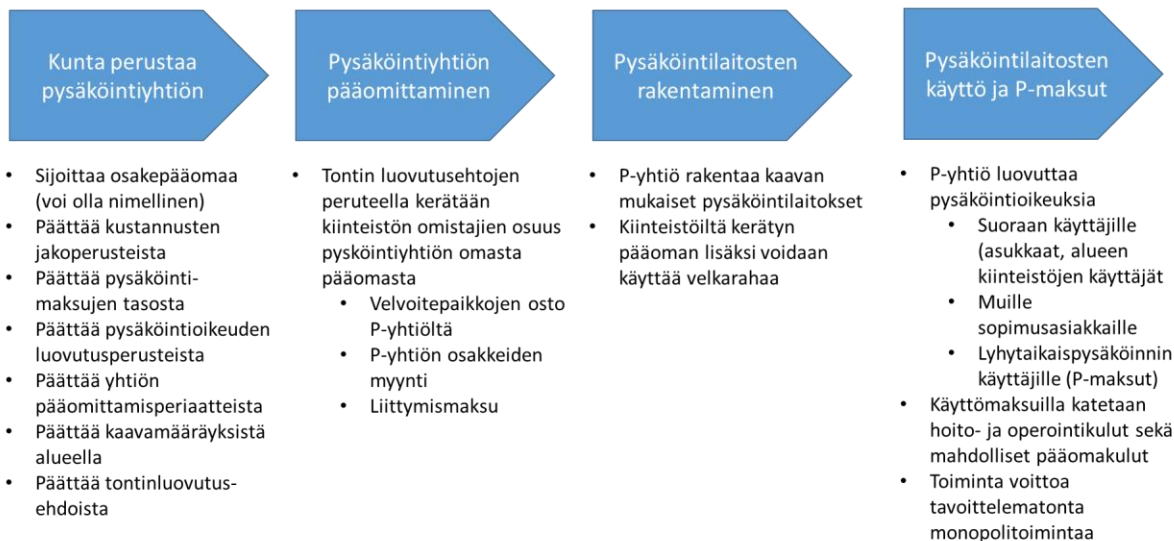 Kunta perustaa
pysäköintiyhtiön
Pysäköintiyhtiön
pääomittaminen
Pysäköintilaitosten
rakentaminen
Pysäköintilaitosten
käyttö ja P-maksut
• Sijoittaa osakepääomaa
(voi olla nimellinen)
• Päättää kustannusten
jakoperusteista
• Päättää pysäköinti-
maksujen tasosta
• Päättää pysäköintioikeuden
luovutusperusteista
• Päättää yhtiön
pääomittamisperiaatteista
• Päättää kaavamääräyksistä
alueella
• Päättää tontinluovutus-
ehdoista
• Tontin luovutusehtojen
peruteella kerätään
kiinteistön omistajien osuus
pysköintiyhtiön omasta
pääomasta
• Velvoitepaikkojen osto
P-yhtiöltä
• P-yhtiön osakkeiden
myynti
• Liittymismaksu
• P-yhtiö rakentaa kaavan
mukaiset pysäköintilaitokset
• Kiinteistöiltä kerätyn
pääoman lisäksi voidaan
käyttää velkarahaa
• P-yhtiö luovuttaa
pysäköintioikeuksia
• Suoraan käyttäjille
(asukkaat, alueen
kiinteistöjen käyttäjät
• Muille
sopimusasiakkaille
• Lyhytaikaispysäköinnin
käyttäjille (P-maksut)
• Käyttömaksuilla katetaan
hoito- ja operointikulut sekä
mahdolliset pääomakulut
• Toiminta voittoa
tavoittelematonta
monopolitoimintaa